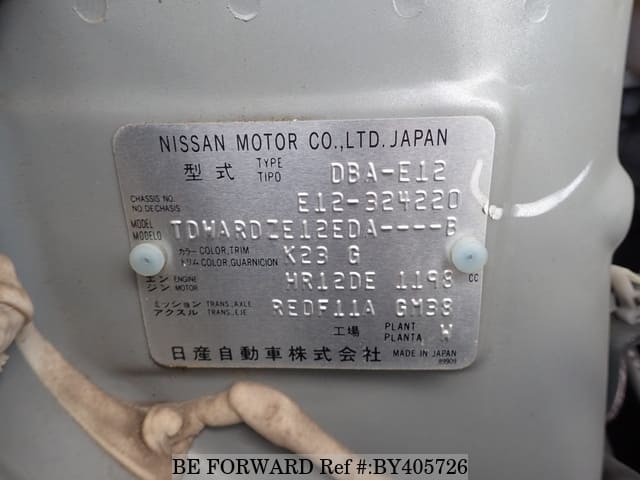 NISSAN MOTOR CO.,LTD. JAPAN
型式 TYPE TIPO DBA-E12
CHASSIS NO. NO.DECHASIS E12-324220
MODEL MODELO TDWARDZE12EDA----B
カラー COLOR,TRIM トリム COLOR,GUARNICION K23 G
エンジン ENGINE MOTOR HR12DE 1198 CC
ミッション TRANS.,AXLE アクスル TRANS.,EJE REOF11A GM38
工場 PLANT PLANTA W
日産自動車株式会社 MADE IN JAPAN
BE FORWARD Ref #:BY405726